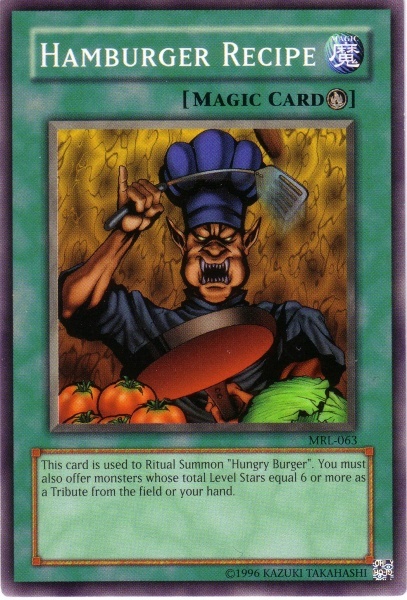 HAMBURGER RECIPE
MAGIC
魔
[MAGIC CARD]
MRL-063
This card is used to Ritual Summon "Hungry Burger". You must
also offer monsters whose total Level Stars equal 6 or more as
a Tribute from the field or your hand.
©1996 KAZUKI TAKAHASHI